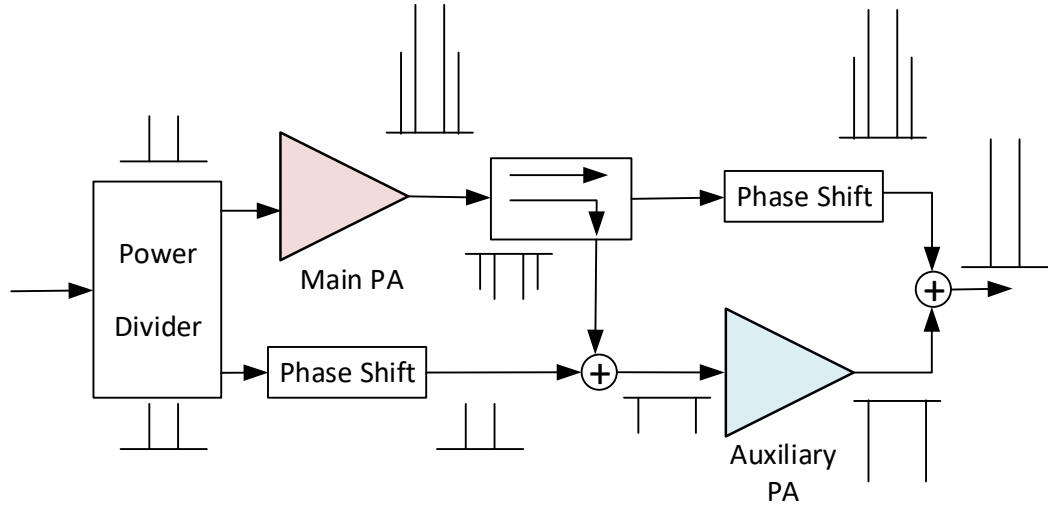 Power
Divider
Main PA
Phase Shift
Phase Shift
+
+
Auxiliary
PA